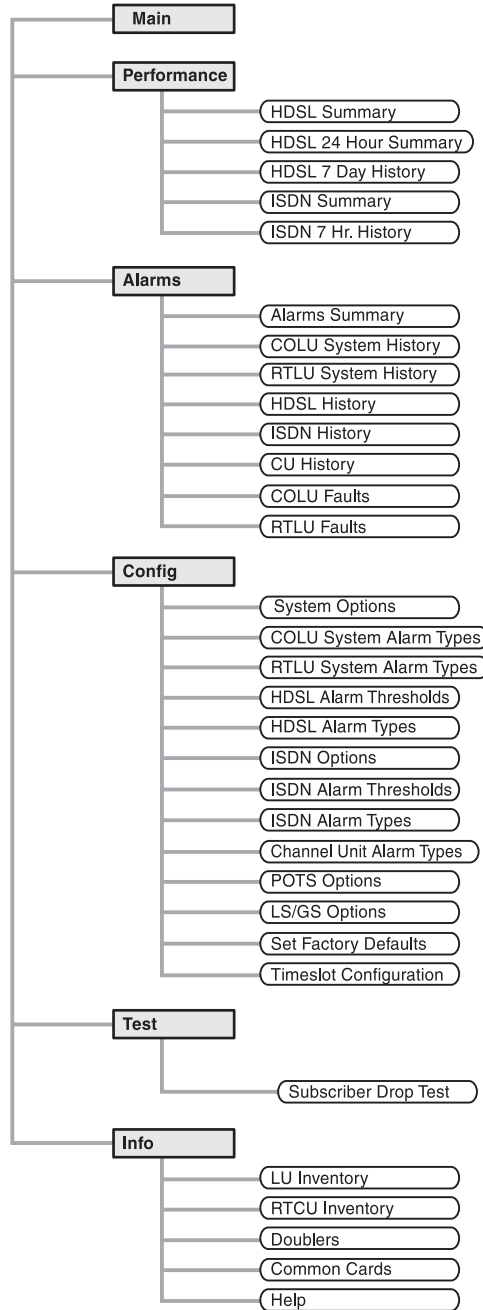 Main
Performance
HDSL Summary
HDSL 24 Hour Summary
HDSL 7 Day History
ISDN Summary
ISDN 7 Hr. History
Alarms
Alarms Summary
COLU System History
RTLU System History
HDSL History
ISDN History
CU History
COLU Faults
RTLU Faults
Config
System Options
COLU System Alarm Types
RTLU System Alarm Types
HDSL Alarm Thresholds
HDSL Alarm Types
ISDN Options
ISDN Alarm Thresholds
ISDN Alarm Types
Channel Unit Alarm Types
POTS Options
LS/GS Options
Set Factory Defaults
Timeslot Configuration
Test
Subscriber Drop Test
Info
LU Inventory
RTCU Inventory
Doublers
Common Cards
Help